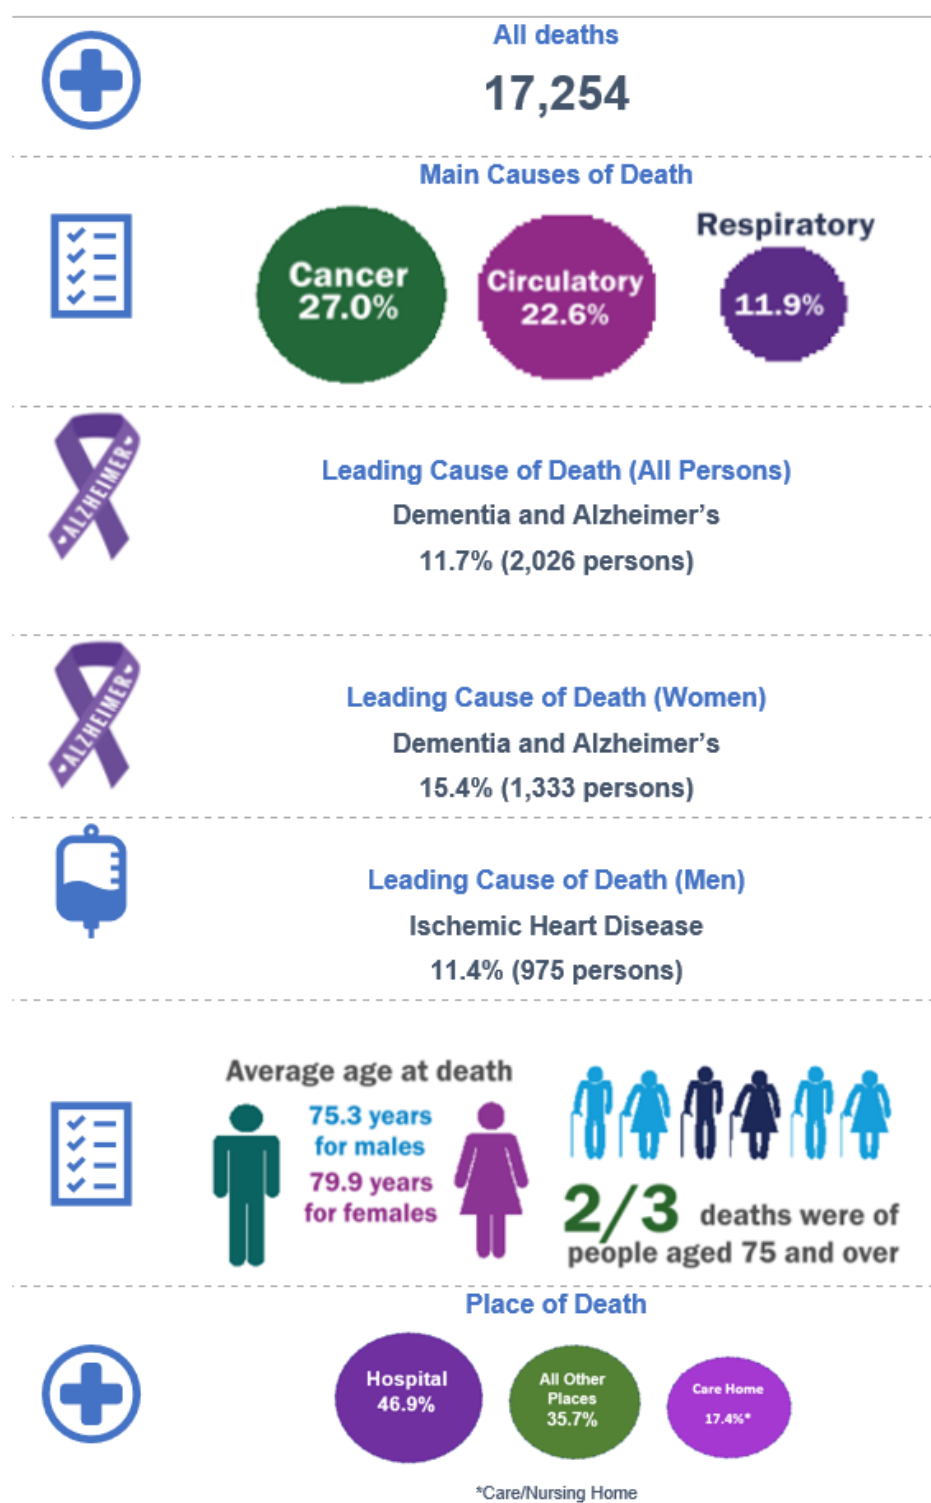 All deaths
17,254
Main Causes of Death
Cancer
27.0%
Circulatory
22.6%
Respiratory
11.9%
ALZHEIMER
Leading Cause of Death (All Persons)
Dementia and Alzheimer’s
11.7% (2,026 persons)
ALZHEIMER
Leading Cause of Death (Women)
Dementia and Alzheimer’s
15.4% (1,333 persons)
Leading Cause of Death (Men)
Ischemic Heart Disease
11.4% (975 persons)
Average age at death
75.3 years
for males
79.9 years
for females
2/3 deaths were of
people aged 75 and over
Place of Death
Hospital
46.9%
All Other
Places
35.7%
Care Home
17.4%*
*Care/Nursing Home